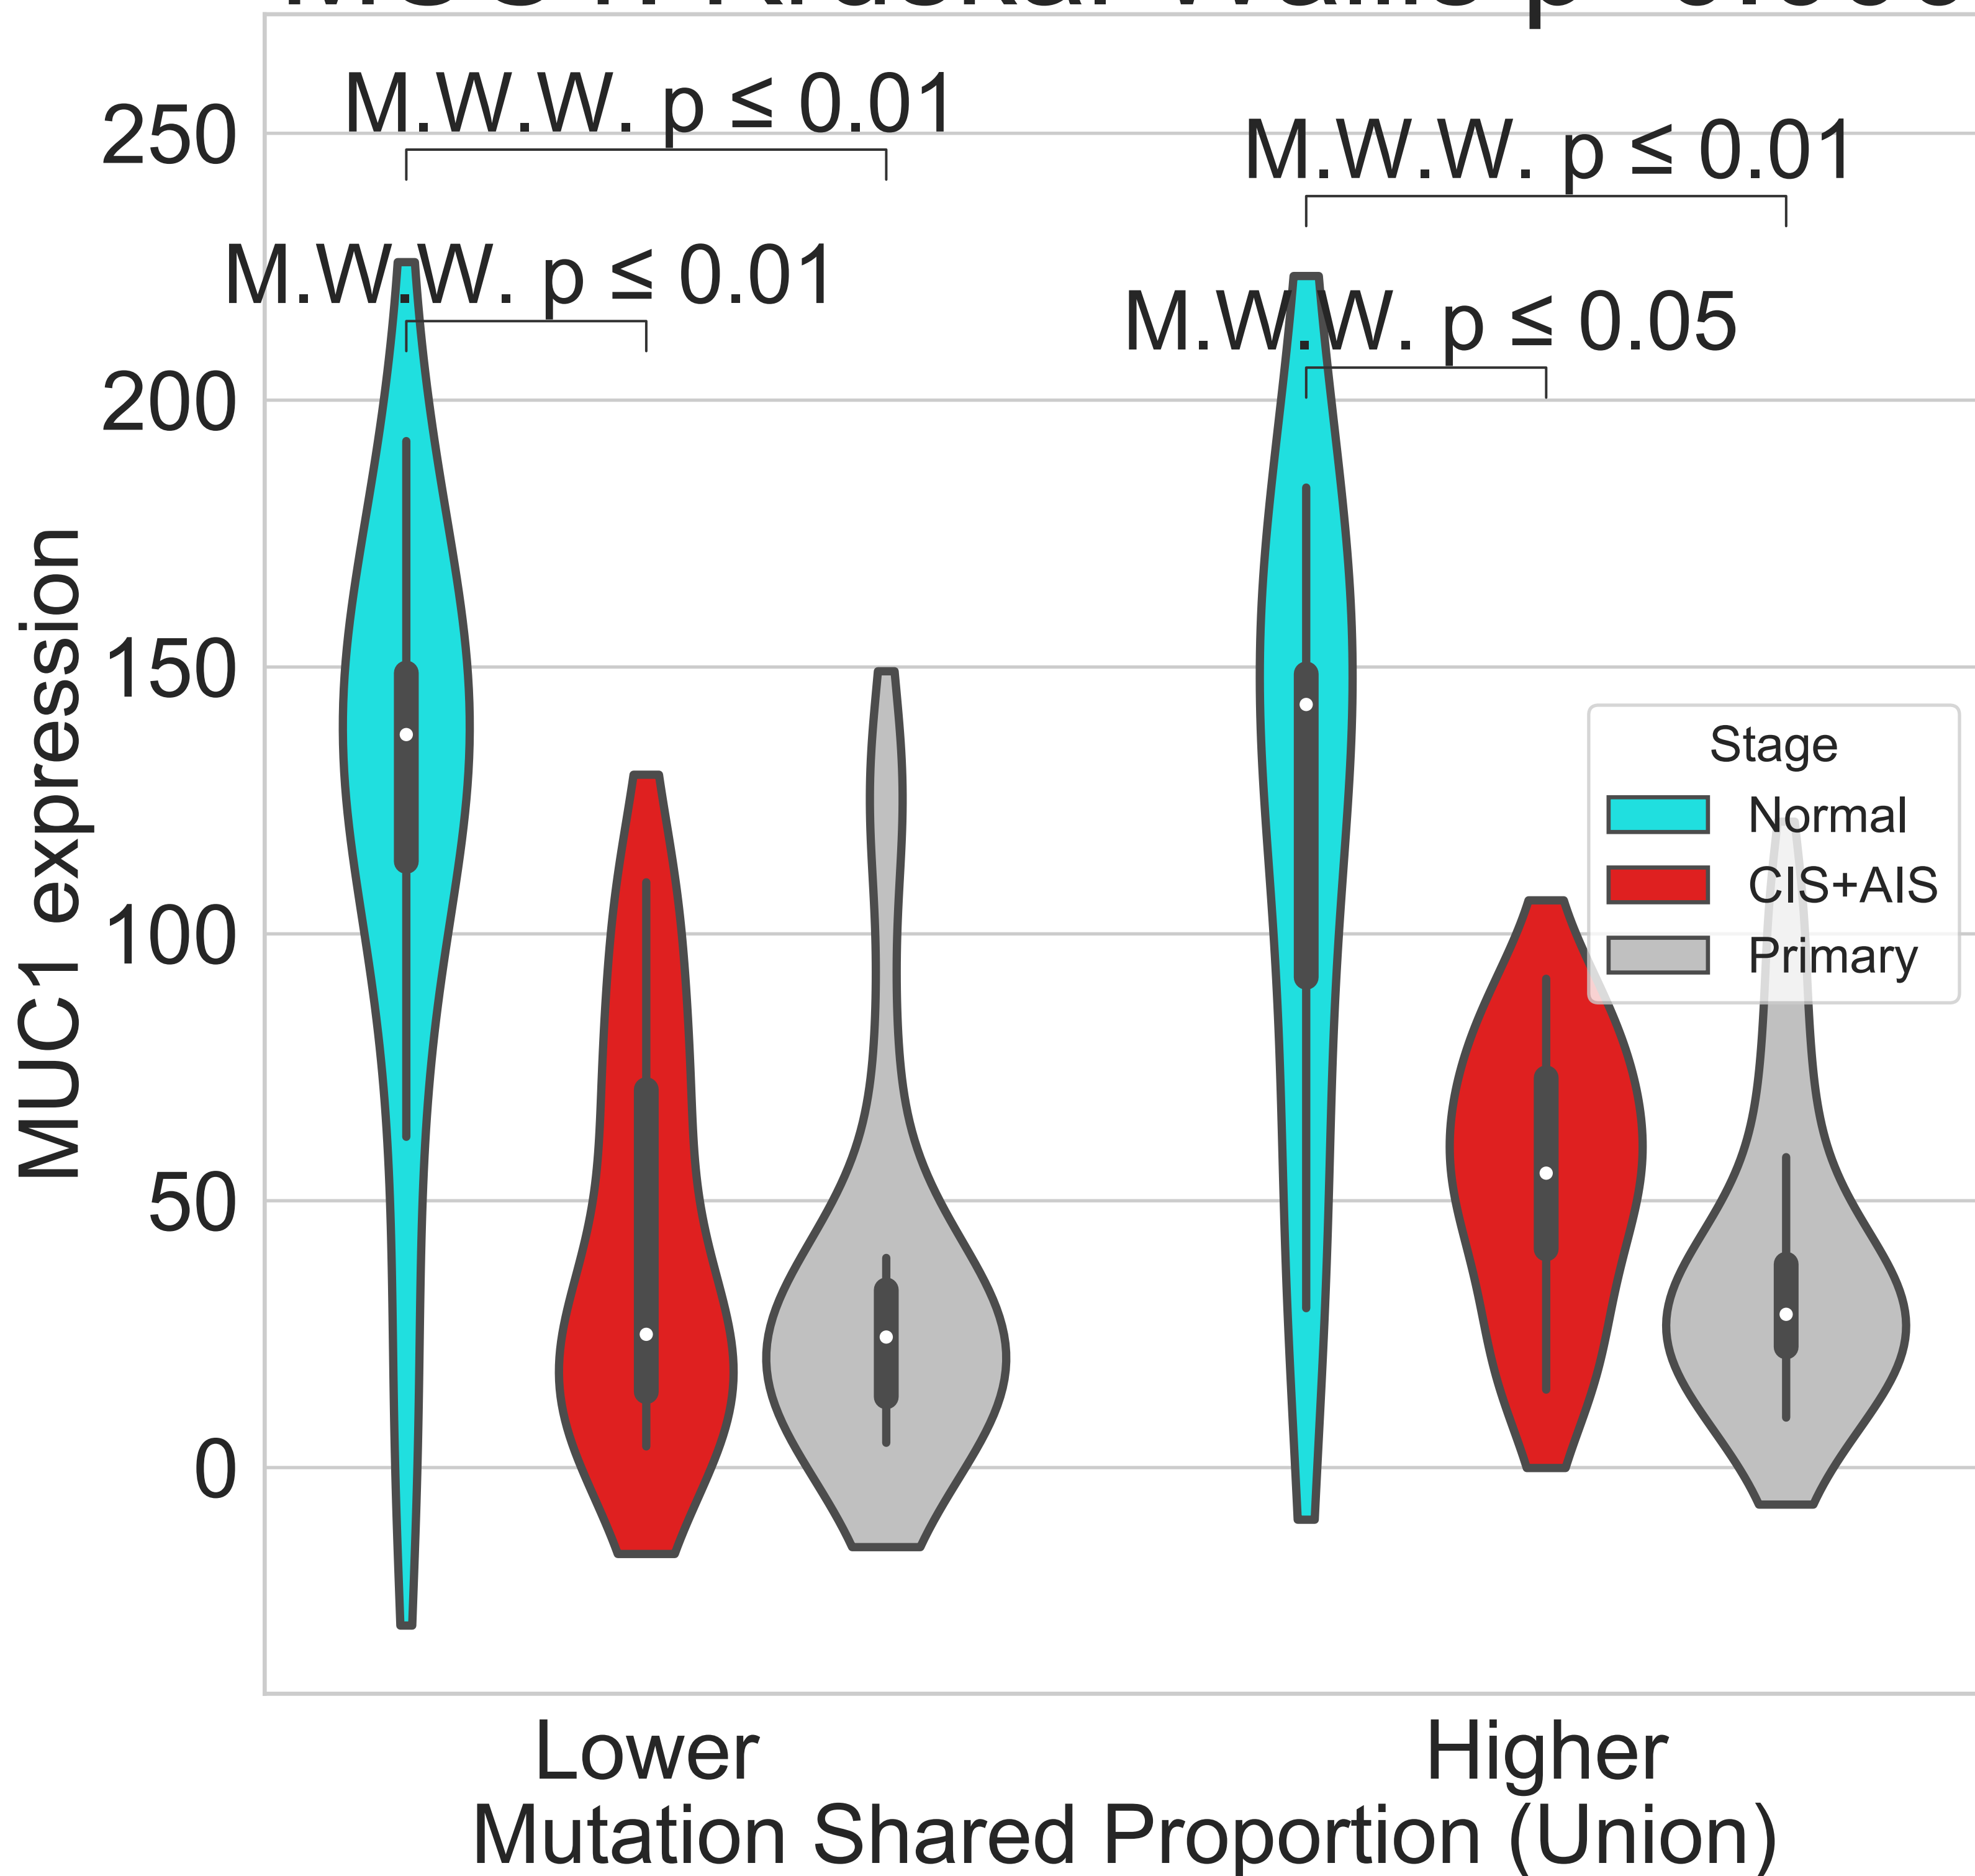 M.W.W. p ≤ 0.01
M.W.W. p ≤ 0.01
M.W.W. p ≤ 0.01
M.W.W. p ≤ 0.05
250
200
150
100
50
0
MUC1 expression
Stage
Normal
CIS+AIS
Primary
Lower
Higher
Mutation Shared Proportion (Union)